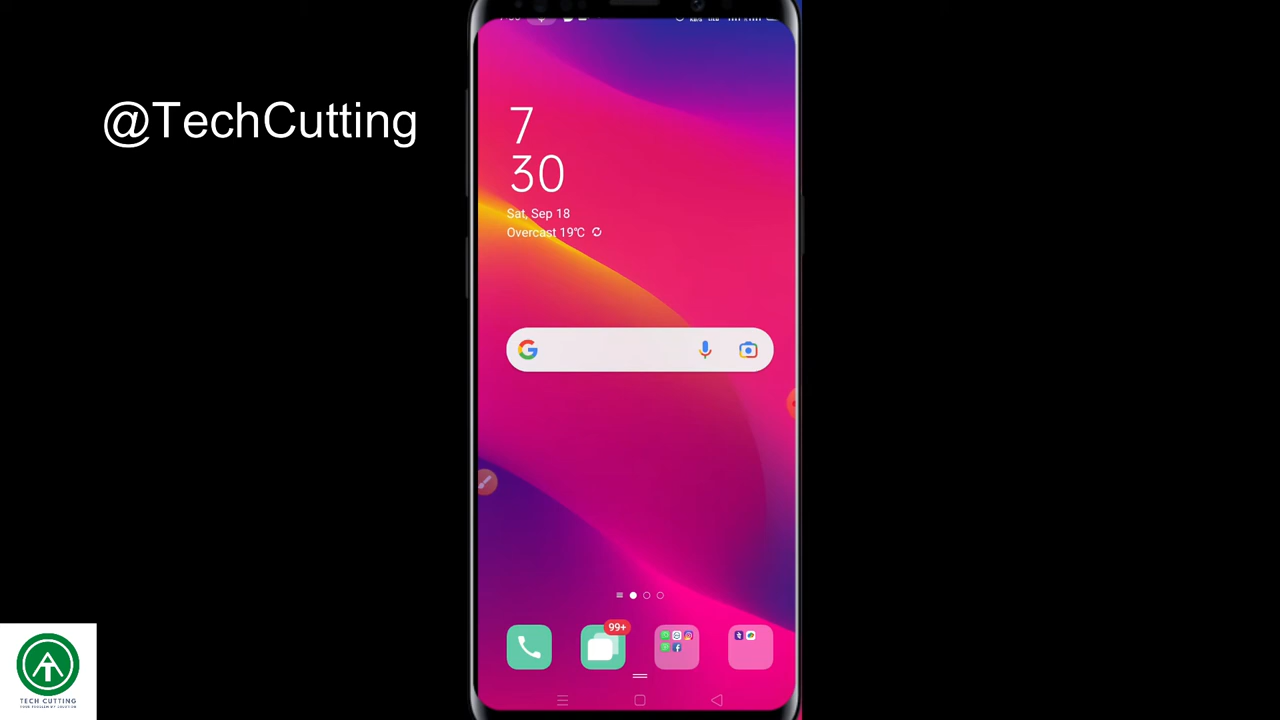 @TechCutting
7
30
Sat, Sep 18
Overcast 19℃
99+
TECH CUTTING